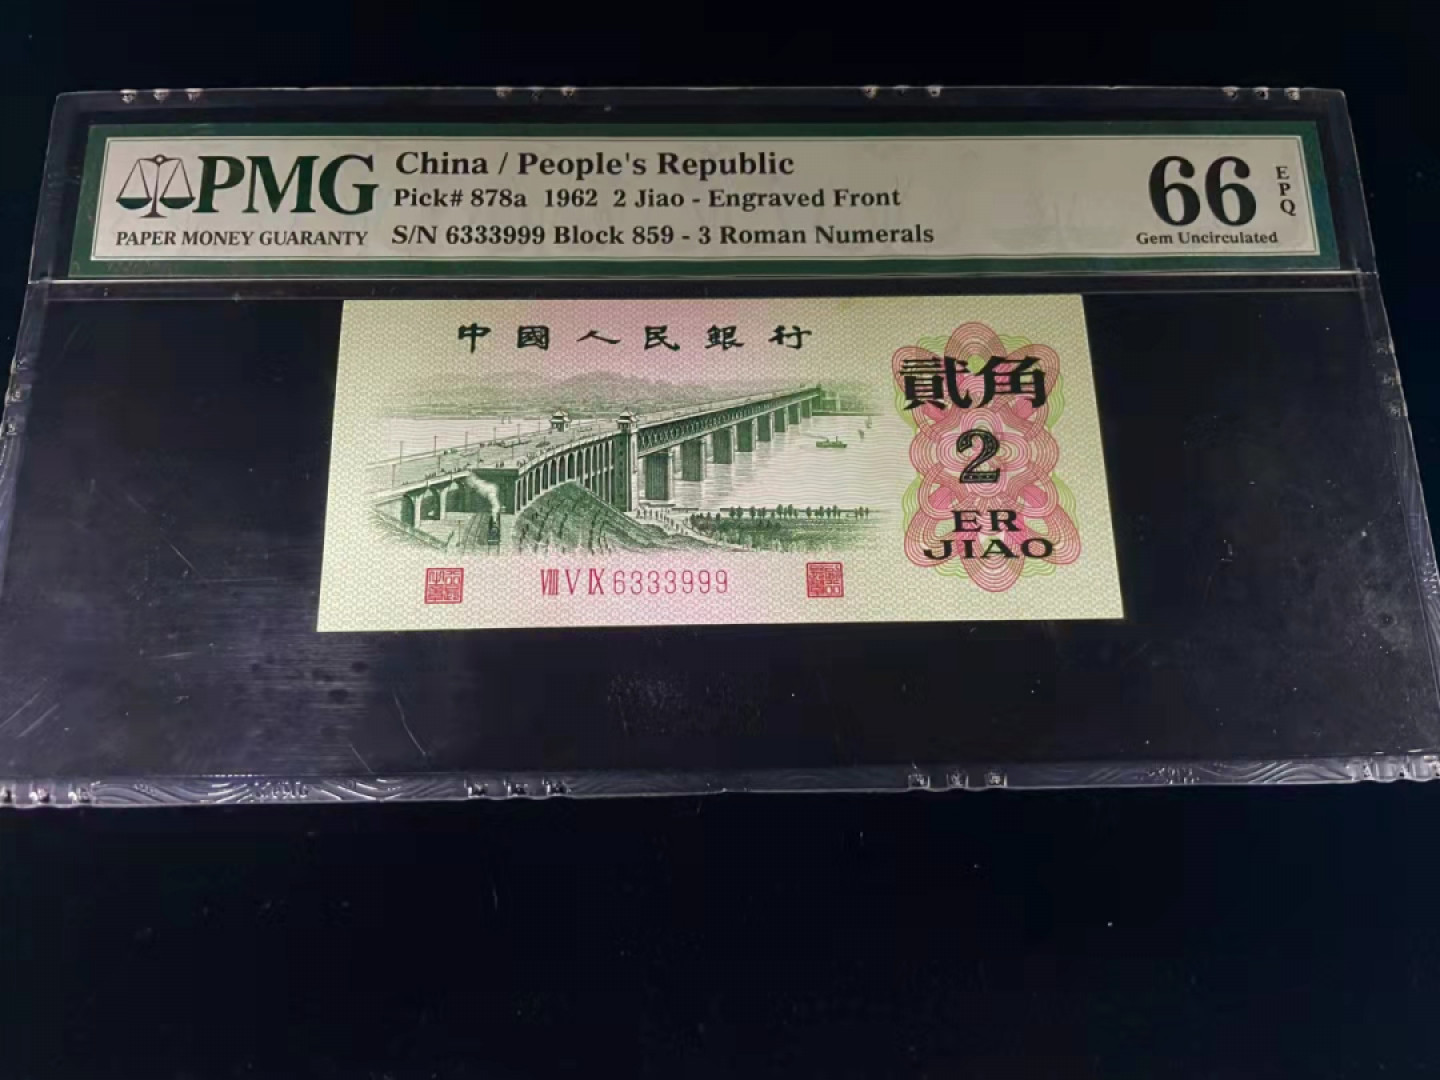 PMG
PAPER MONEY GUARANTY
China / People's Republic
Pick# 878a 1962 2 Jiao - Engraved Front
S/N 6333999 Block 859 - 3 Roman Numerals
66
EPQ
Gem Uncirculated
中國人民銀行
貳角
2
ER
JIAO
VIII V IX 6333999